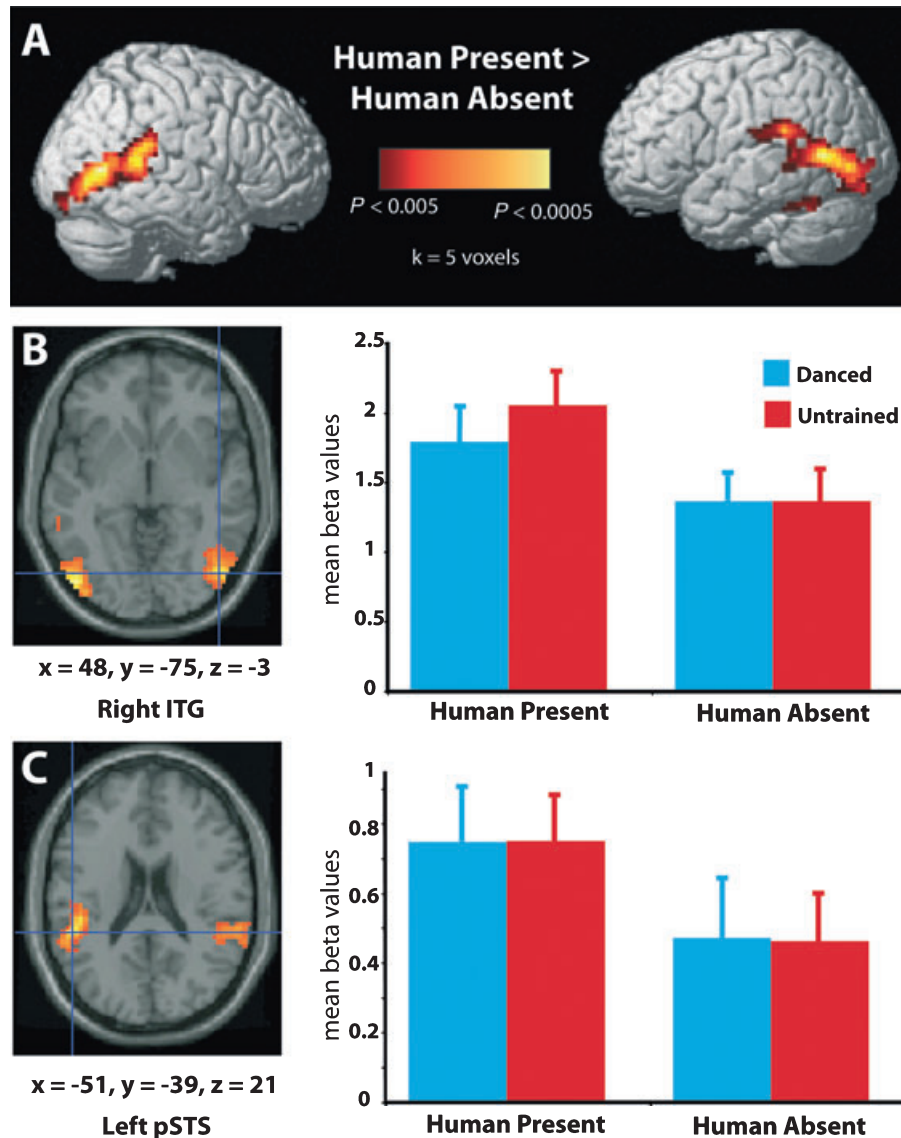 A
Human Present >
Human Absent
P < 0.005
P < 0.0005
k = 5 voxels
B
x = 48, y = -75, z = -3
Right ITG
mean beta values
2.5
2
1.5
1
0.5
0
Danced
Untrained
Human Present
Human Absent
C
x = -51, y = -39, z = 21
Left pSTS
mean beta values
1
0.8
0.6
0.4
0.2
0
Human Present
Human Absent